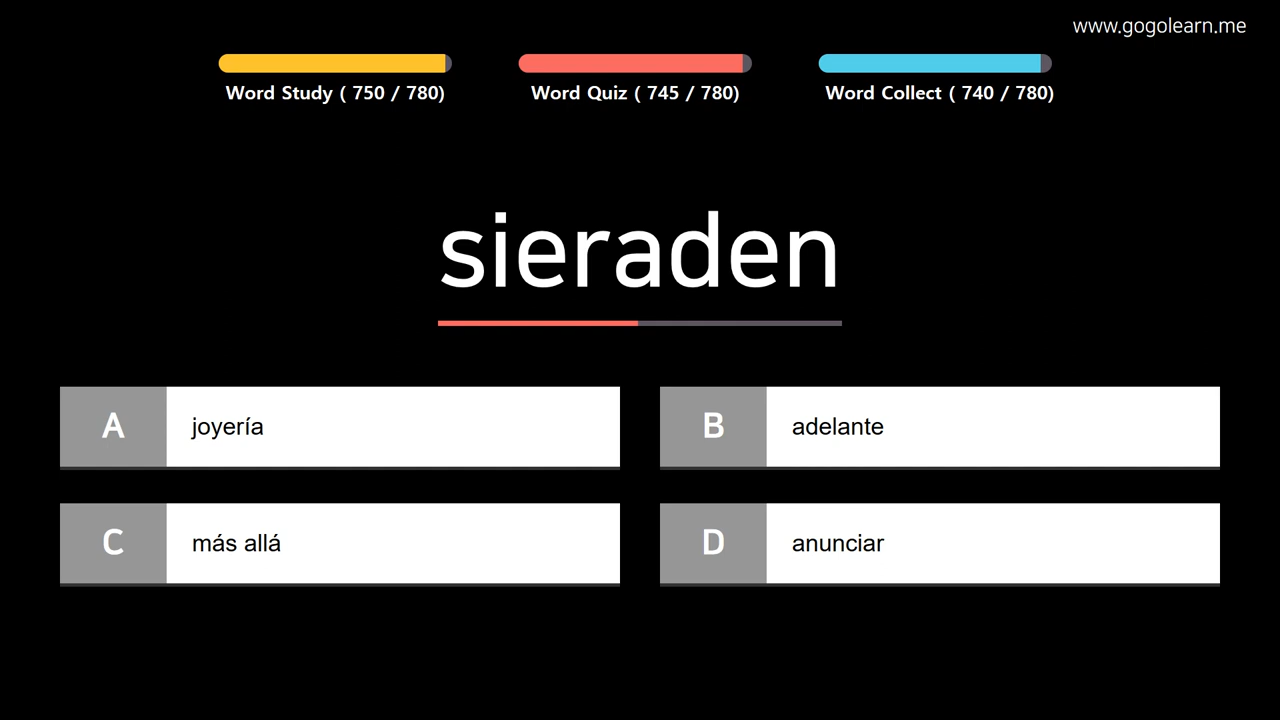 www.gogolearn.me
Word Study ( 750 / 780)
Word Quiz ( 745 / 780)
Word Collect ( 740 / 780)
sieraden
A
joyería
B
adelante
C
más allá
D
anunciar